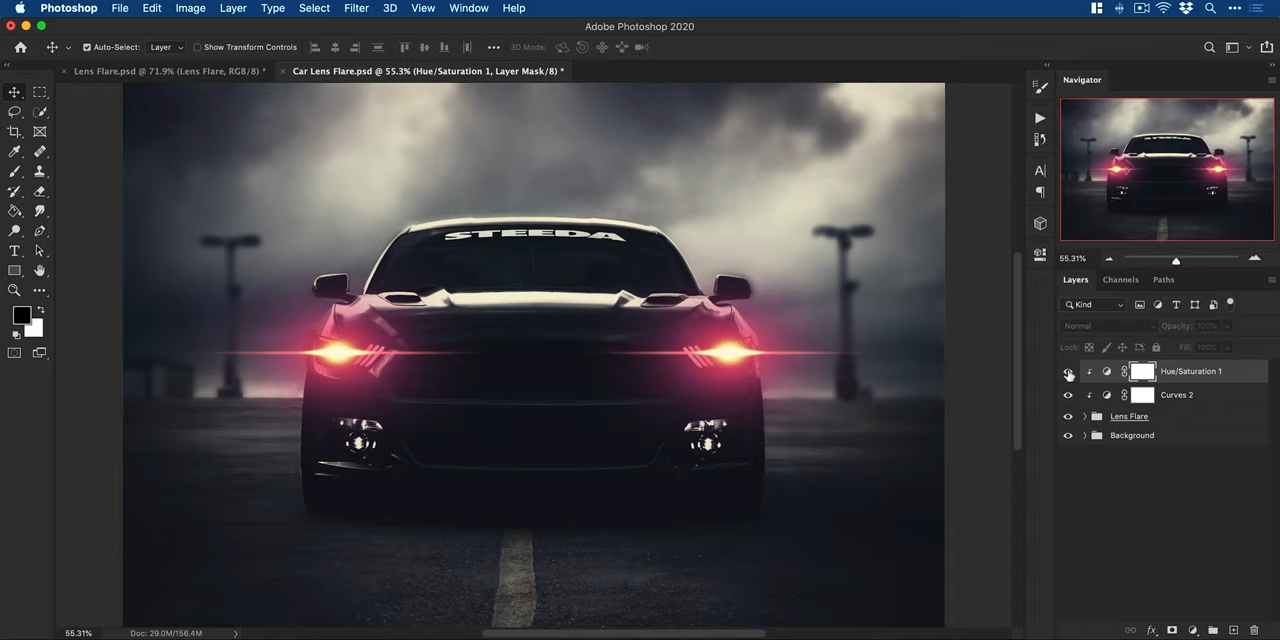 Photoshop File Edit Image Layer Type Select Filter 3D View Window Help
Adobe Photoshop 2020
Auto-Select: Layer Show Transform Controls 3D Mode:
Lens Flare.psd @ 71.9% (Lens Flare, RGB/8) * Car Lens Flare.psd @ 55.3% (Hue/Saturation 1, Layer Mask/8) *
Navigator
STEEDA
55.31%
Layers Channels Paths
Kind
Normal Opacity: 100%
Lock: Fill: 100%
Hue/Saturation 1
Curves 2
Lens Flare
Background
55.31% Doc: 29.0M/156.4M